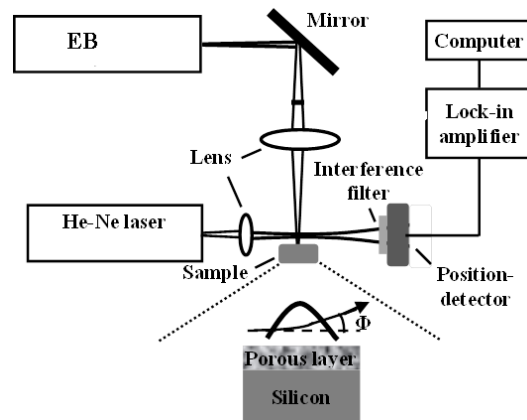 Mirror
EB
Computer
Lock-in
amplifier
Lens
Interference
filter
He-Ne laser
Sample
Position-
detector
Φ
Porous layer
Silicon